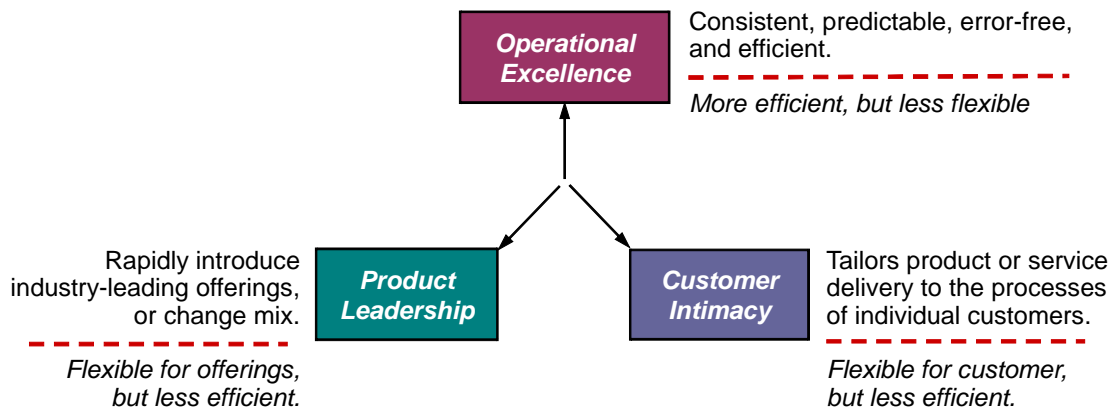 Operational
Excellence
Consistent, predictable, error-free,
and efficient.
More efficient, but less flexible
Rapidly introduce
industry-leading offerings,
or change mix.
Flexible for offerings,
but less efficient.
Product
Leadership
Customer
Intimacy
Tailors product or service
delivery to the processes
of individual customers.
Flexible for customer,
but less efficient.